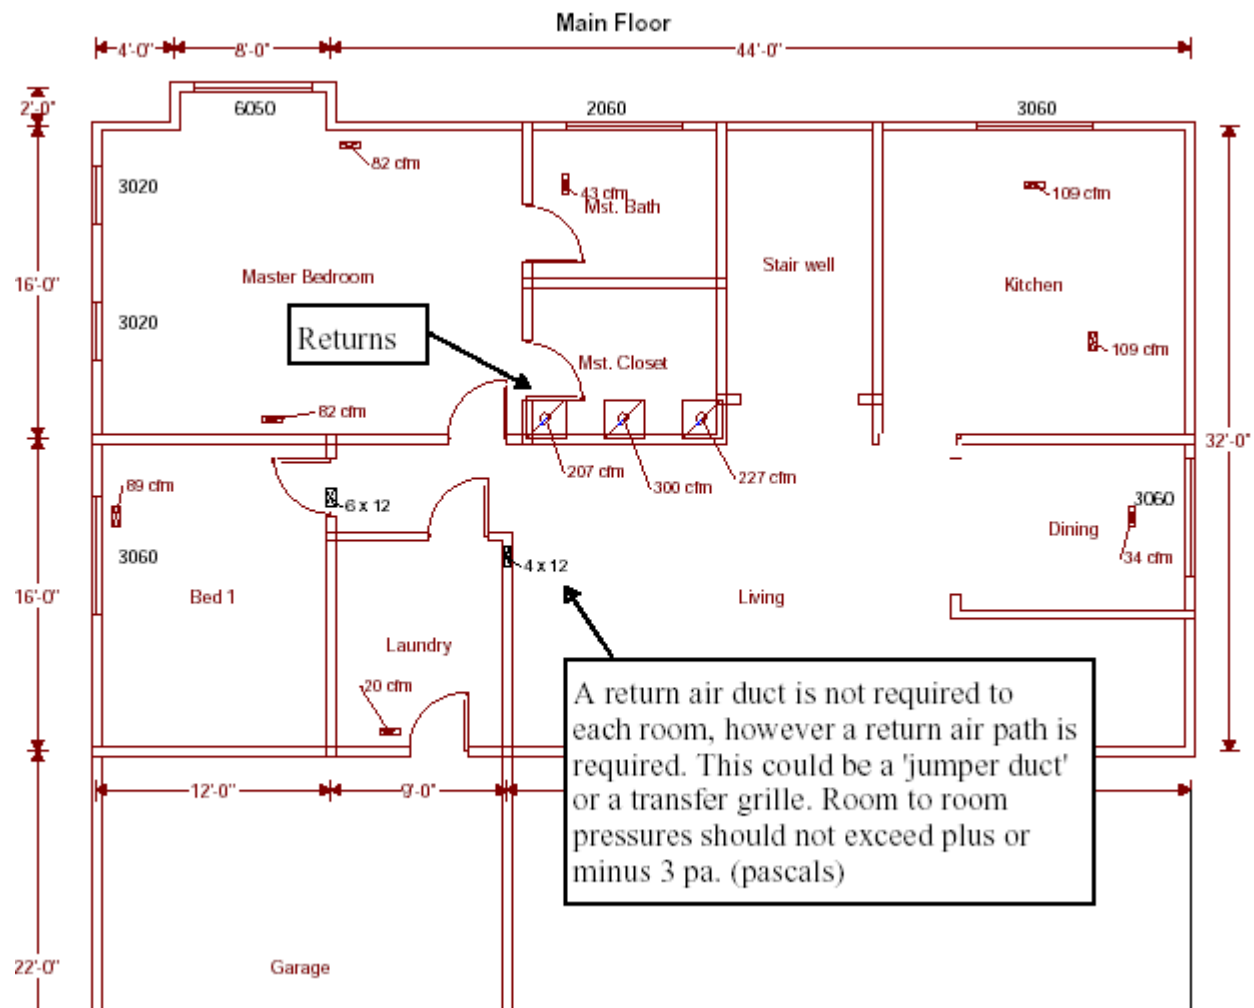 Main Floor
4'-0"
8'-0"
44'-0"
2'-0"
6050
2060
3060
82 cfm
3020
43 cfm
Mst. Bath
109 cfm
16'-0"
Master Bedroom
Stair well
Kitchen
3020
Returns
Mst. Closet
109 cfm
82 cfm
32'-0"
207 cfm
300 cfm
227 cfm
89 cfm
6 x 12
3060
Dining
3060
4 x 12
34 cfm
16'-0"
Bed 1
Living
Laundry
20 cfm
A return air duct is not required to
each room, however a return air path is
required. This could be a 'jumper duct'
or a transfer grille. Room to room
pressures should not exceed plus or
minus 3 pa. (pascals)
12'-0"
9'-0"
22'-0"
Garage